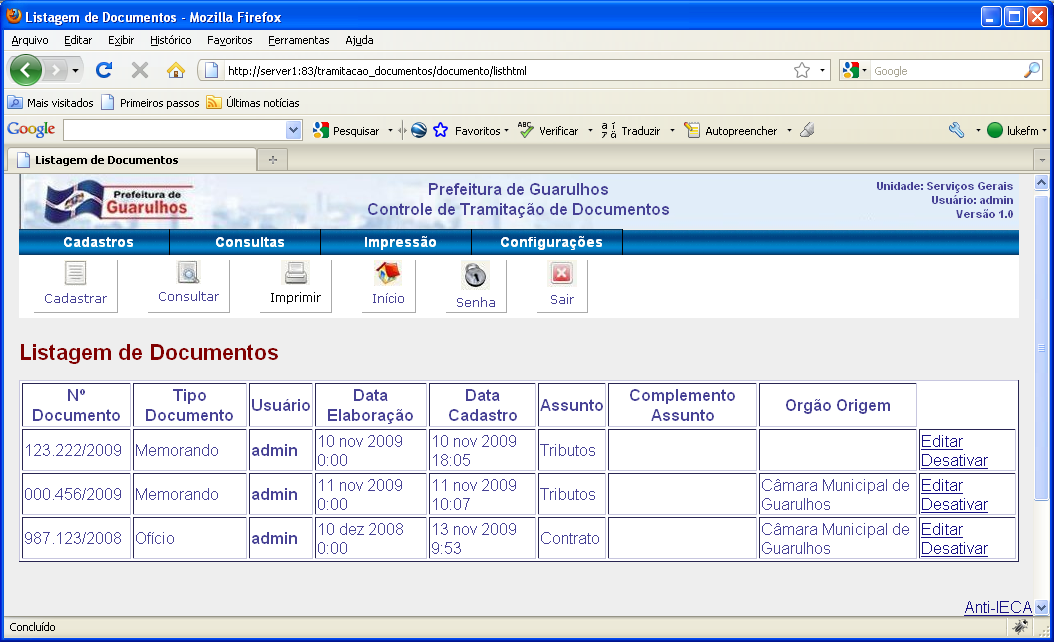 Listagem de Documentos - Mozilla Firefox
Arquivo Editar Exibir Histórico Favoritos Ferramentas Ajuda
http://server1:83/tramitacao_documentos/documento/listhtml Google
Mais visitados Primeiros passos Últimas notícias
Google Pesquisar Favoritos ABC Verificar Traduzir Autopreencher lukefm
Listagem de Documentos
Prefeitura de
Guarulhos
Prefeitura de Guarulhos
Controle de Tramitação de Documentos
Unidade: Serviços Gerais
Usuário: admin
Versão 1.0
Cadastros Consultas Impressão Configurações
Cadastrar Consultar Imprimir Início Senha Sair
Listagem de Documentos
Nº Documento Tipo Documento Usuário Data Elaboração Data Cadastro Assunto Complemento Assunto Orgão Origem
123.222/2009 Memorando admin 10 nov 2009 0:00 10 nov 2009 18:05 Tributos Editar Desativar
000.456/2009 Memorando admin 11 nov 2009 0:00 11 nov 2009 10:07 Tributos Câmara Municipal de Guarulhos Editar Desativar
987.123/2008 Ofício admin 10 dez 2008 0:00 13 nov 2009 9:53 Contrato Câmara Municipal de Guarulhos Editar Desativar
Anti-IECA
Concluído